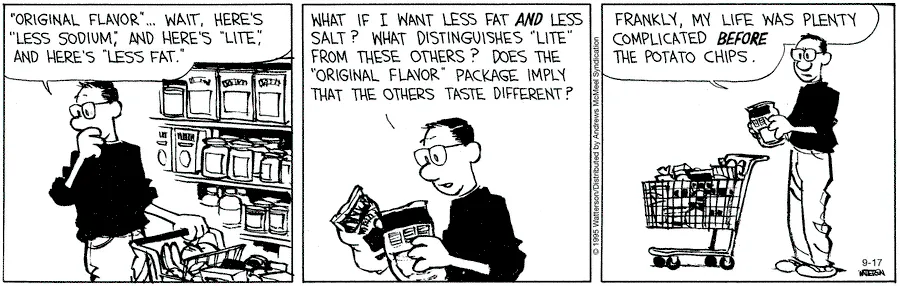 "ORIGINAL FLAVOR"... WAIT, HERE'S
"LESS SODIUM," AND HERE'S "LITE,"
AND HERE'S "LESS FAT."
WHAT IF I WANT LESS FAT AND LESS
SALT? WHAT DISTINGUISHES "LITE"
FROM THESE OTHERS? DOES THE
"ORIGINAL FLAVOR" PACKAGE IMPLY
THAT THE OTHERS TASTE DIFFERENT?
© 1995 Watterson/Distributed by Andrews McMeel Syndication
FRANKLY, MY LIFE WAS PLENTY
COMPLICATED BEFORE
THE POTATO CHIPS.
9-17
WATTERSON